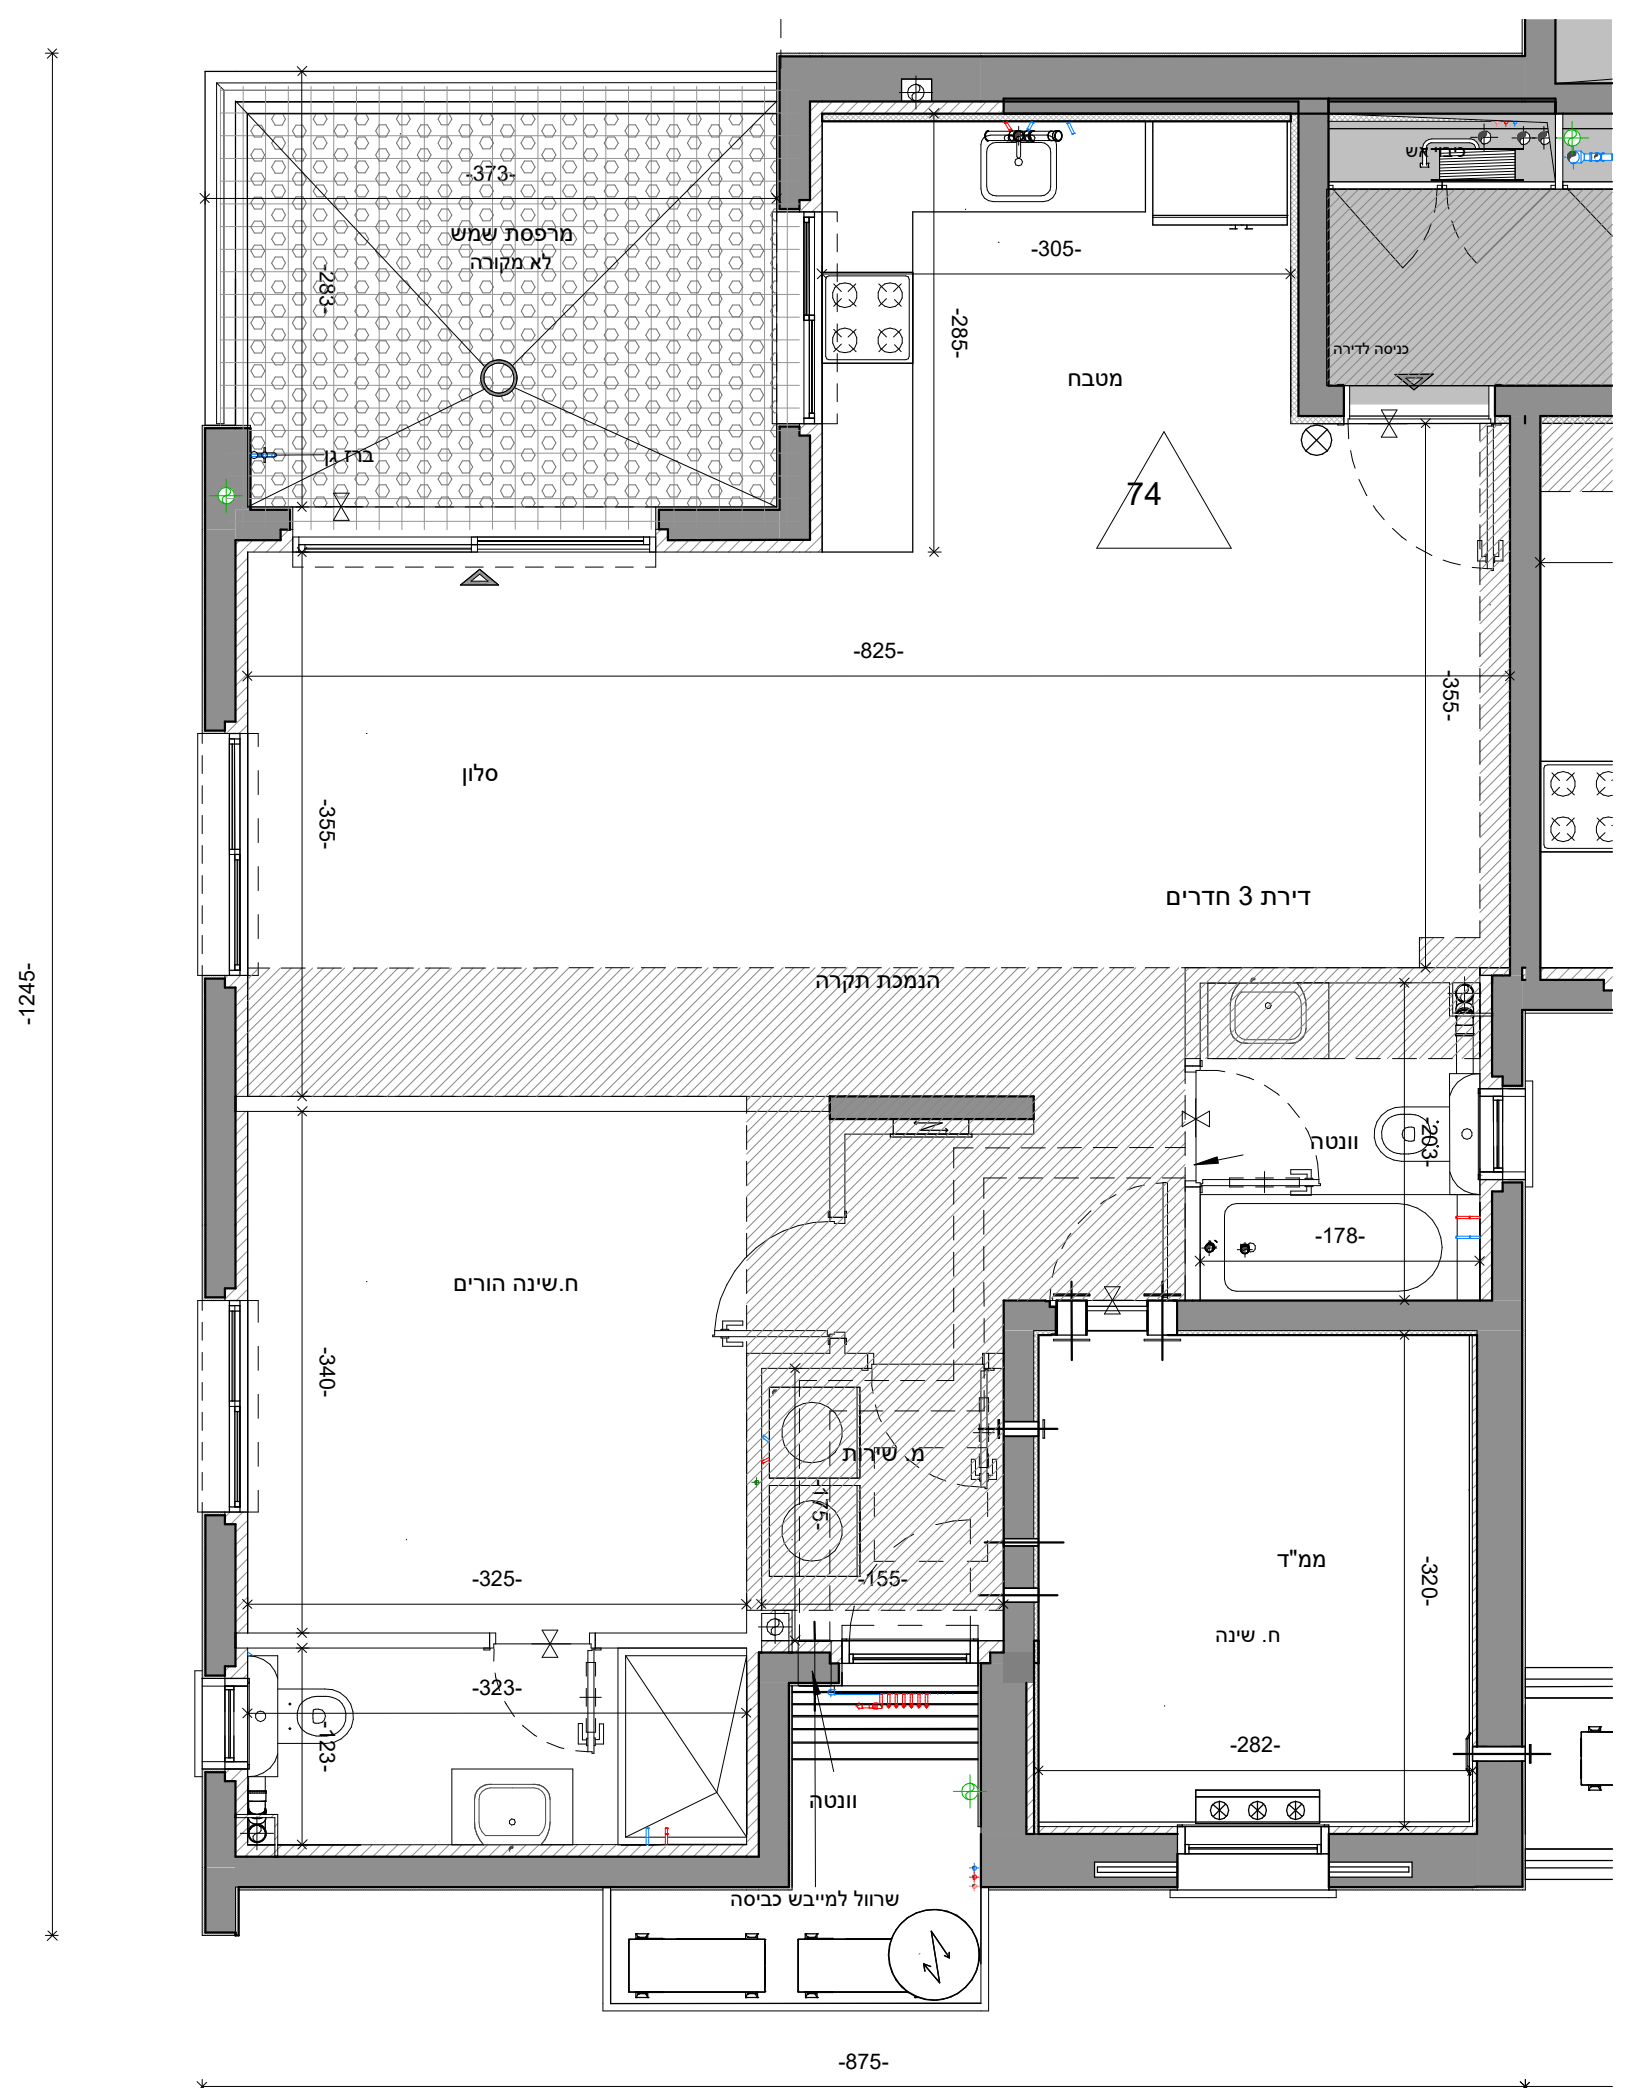 כיבוי אש
-373-
מרפסת שמש
לא מקורה
-283-
-305-
-285-
כניסה לדירה
מטבח
ברז גן
74
-825-
-355-
סלון
-355-
דירת 3 חדרים
הנמכת תקרה
-1245-
וונטה
-203-
-178-
ח.שינה הורים
-340-
מ. שירות
-175-
-325-
-155-
ממ"ד
-320-
ח. שינה
-323-
-123-
-282-
וונטה
שרוול למייבש כביסה
-875-